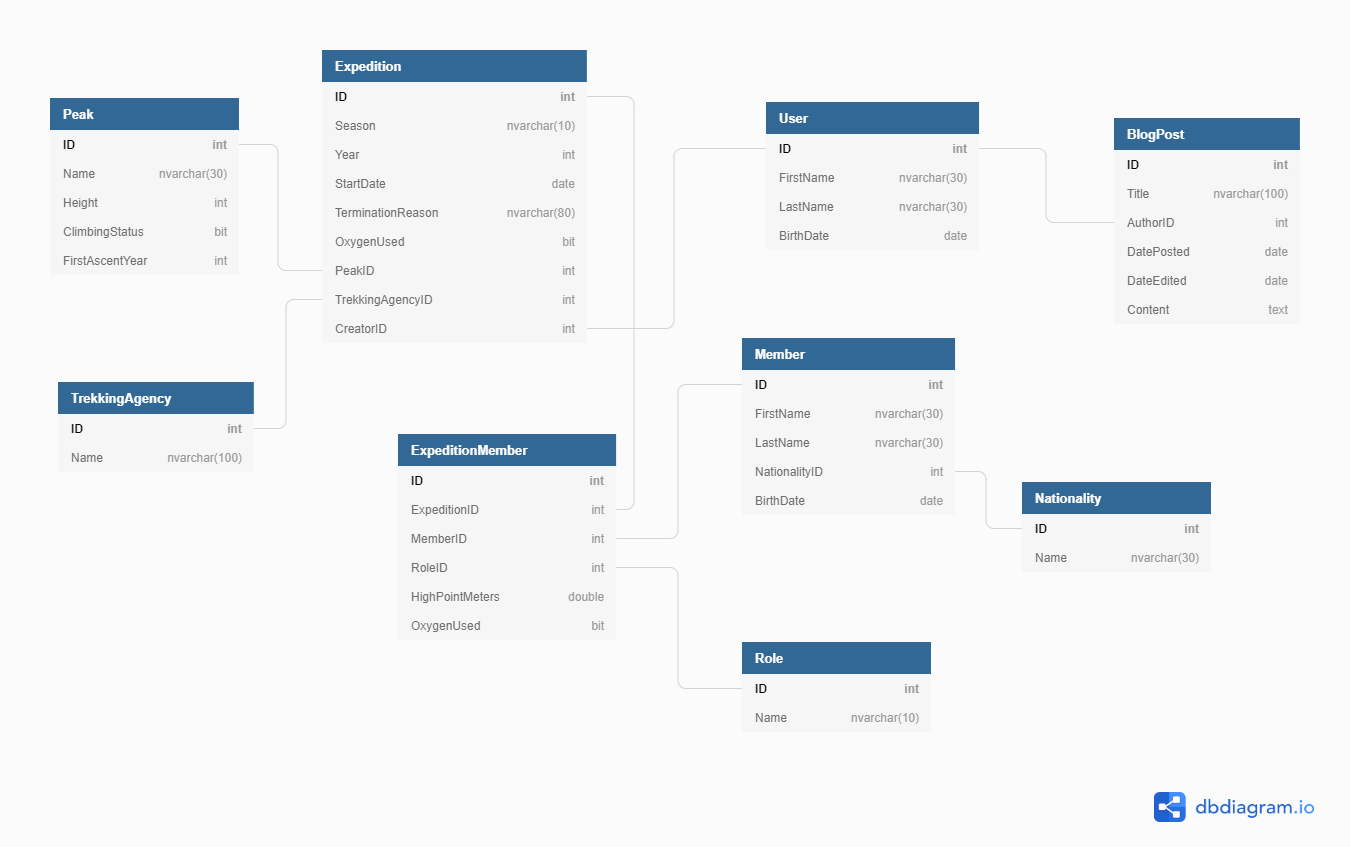 Peak
ID int
Name nvarchar(30)
Height int
ClimbingStatus bit
FirstAscentYear int
Expedition
ID int
Season nvarchar(10)
Year int
StartDate date
TerminationReason nvarchar(80)
OxygenUsed bit
PeakID int
TrekkingAgencyID int
CreatorID int
User
ID int
FirstName nvarchar(30)
LastName nvarchar(30)
BirthDate date
BlogPost
ID int
Title nvarchar(100)
AuthorID int
DatePosted date
DateEdited date
Content text
TrekkingAgency
ID int
Name nvarchar(100)
ExpeditionMember
ID int
ExpeditionID int
MemberID int
RoleID int
HighPointMeters double
OxygenUsed bit
Member
ID int
FirstName nvarchar(30)
LastName nvarchar(30)
NationalityID int
BirthDate date
Nationality
ID int
Name nvarchar(30)
Role
ID int
Name nvarchar(10)
dbdiagram.io